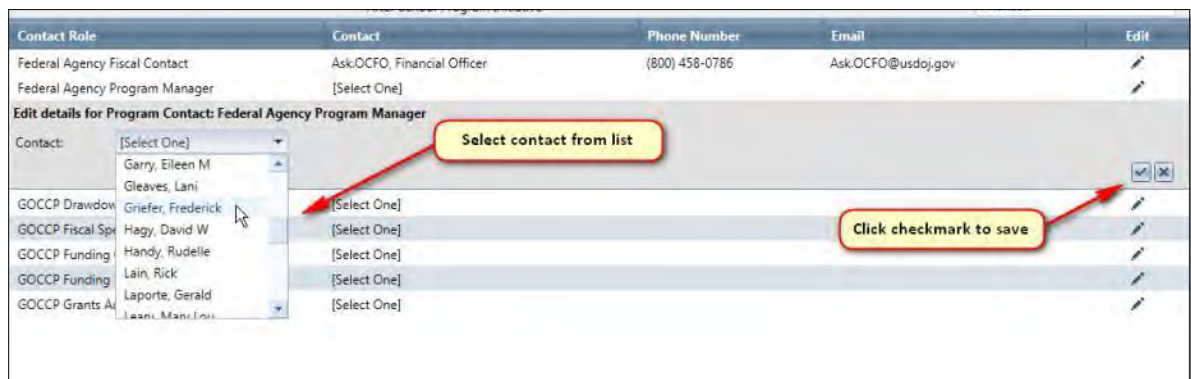 Contact Role Contact Phone Number Email Edit
Federal Agency Fiscal Contact Ask.OCFO, Financial Officer (800) 458-0786 Ask.OCFO@usdoj.gov
Federal Agency Program Manager [Select One]
Edit details for Program Contact: Federal Agency Program Manager
Contact: [Select One]
Select contact from list
Garry, Eileen M
Gleaves, Lani
Griefer, Frederick
Hagy, David W
Handy, Rudelle
Lain, Rick
Laporte, Gerald
Leary, Mary Lou
GOCCP Drawdow [Select One]
GOCCP Fiscal Spe [Select One]
Click checkmark to save
GOCCP Funding [Select One]
GOCCP Funding [Select One]
GOCCP Grants A [Select One]